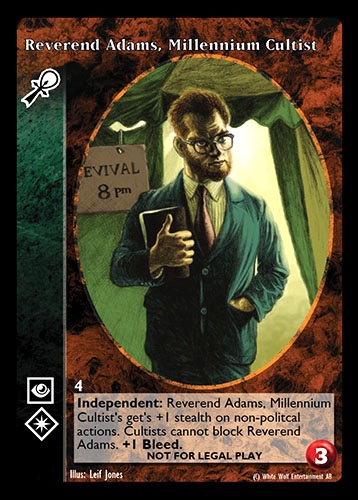 Reverend Adams, Millennium Cultist
EVIVAL
8 pm
4
Independent: Reverend Adams, Millennium
Cultist's get's +1 stealth on non-politcal
actions. Cultists cannot block Reverend
Adams. +1 Bleed.
NOT FOR LEGAL PLAY
3
Illus: Leif Jones
(C) White Wolf Entertainment AB